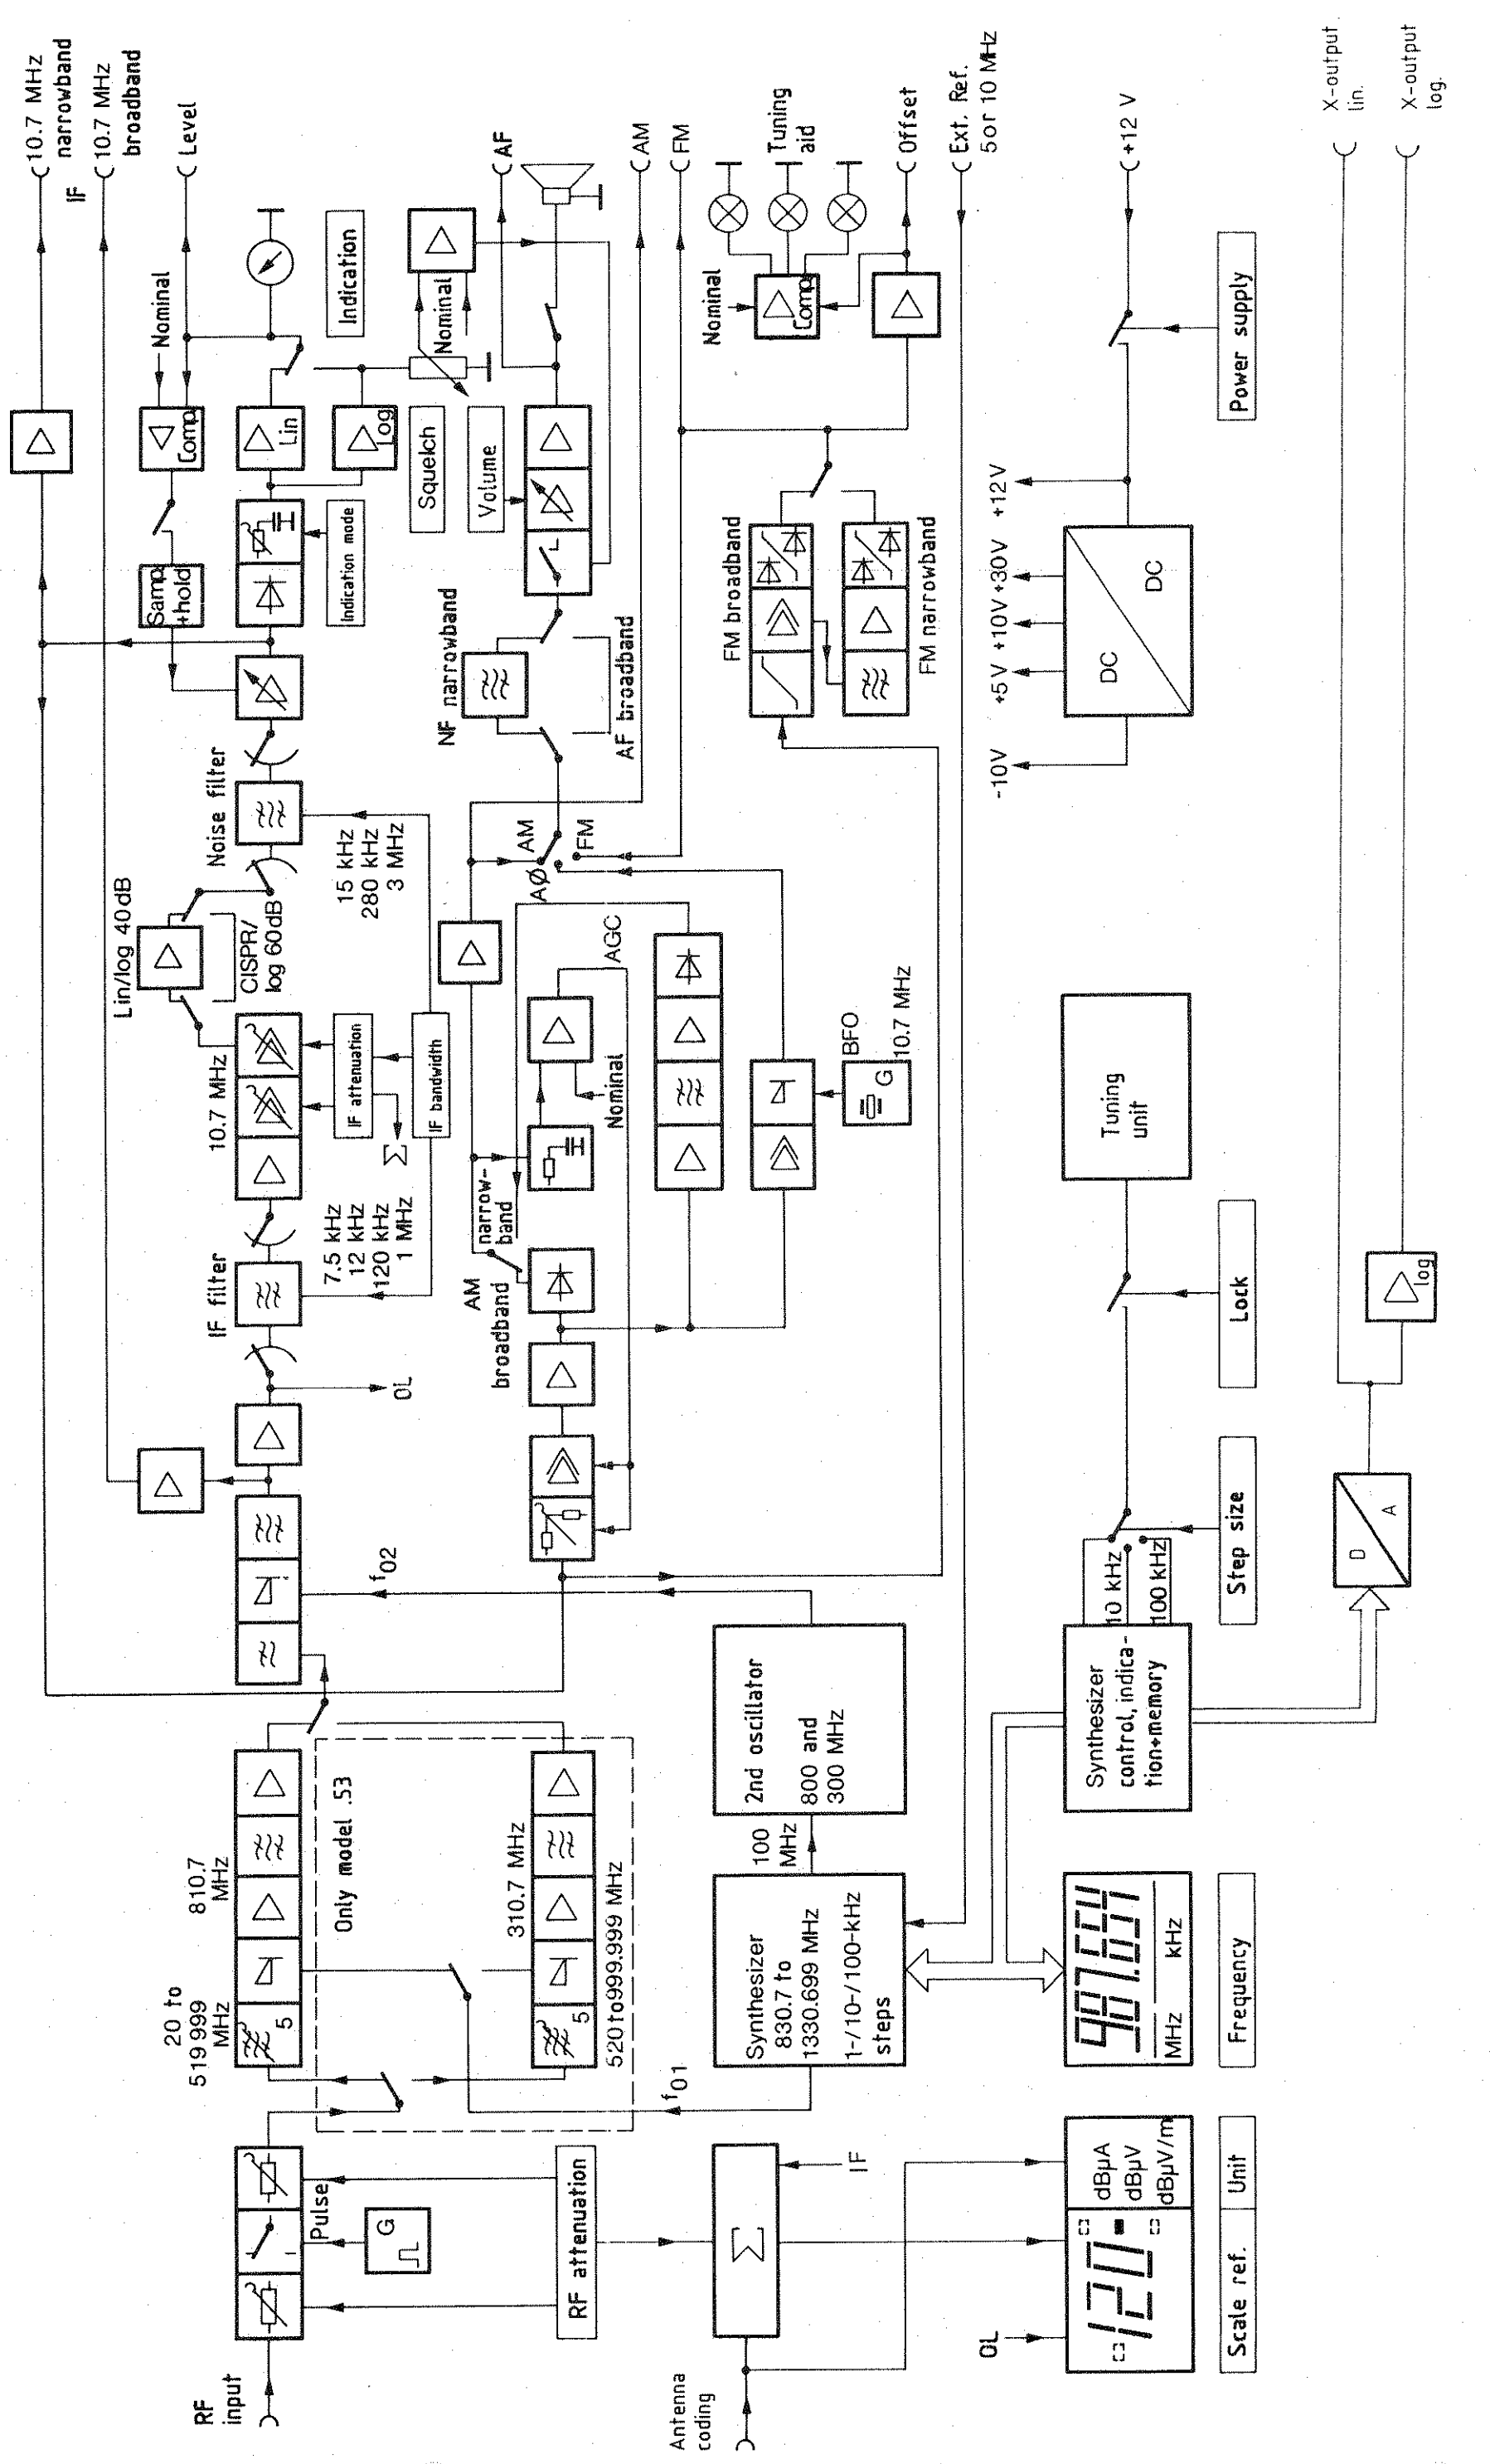 RF
input
Pulse
G
RF attenuation
20 to
519 999
MHz
5
810.7
MHz
Only model .53
310.7 MHz
5
520 to 999.999 MHz
f01
f02
OL
IF filter
7.5 kHz
12 kHz
120 kHz
1 MHz
10.7 MHz
IF attenuation
Σ
IF bandwidth
Lin/log 40dB
CISPR/
log 60dB
Noise filter
15 kHz
280 kHz
3 MHz
Samp.
+hold
Comp.
Nominal
Indication mode
Lin
Log
Indication
10.7 MHz
narrowband
IF
10.7 MHz
broadband
Level
AM
broadband
narrow-
band
Nominal
AGC
BFO
G
10.7 MHz
AM
AØ
FM
NF narrowband
AF broadband
Volume
Squelch
Nominal
AF
AM
FM
FM broadband
FM narrowband
Nominal
Comp.
Tuning
aid
Offset
Ext. Ref.
5 or 10 MHz
Antenna
coding
Σ
IF
OL
120
dBµA
dBµV
dBµV/m
Scale ref.
Unit
Synthesizer
830.7 to
1330.699 MHz
1-/10-/100-kHz
steps
100
MHz
2nd oscillator
800 and
300 MHz
987.654
MHz
kHz
Frequency
Synthesizer
control, indica-
tion+memory
10 kHz
100 kHz
Step size
Lock
Tuning
unit
-10V
+5V
+10V
+30V
+12V
DC
DC
Power supply
+12 V
D
A
log
X-output
lin.
X-output
log.